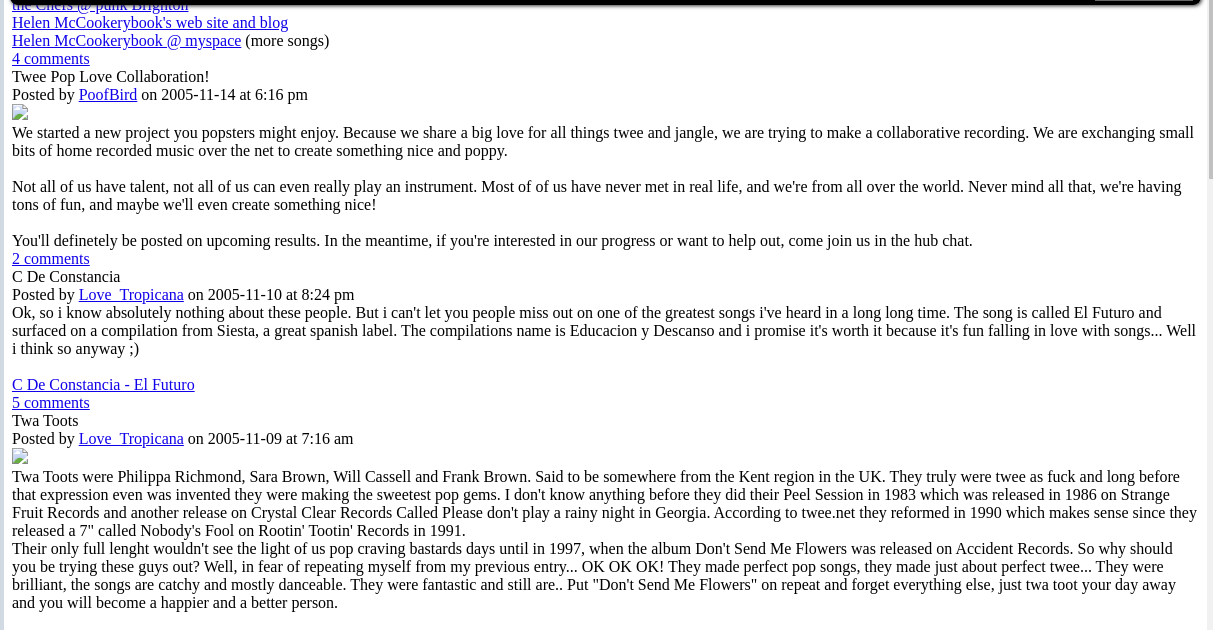 the Chefs @ punk Brighton
Helen McCookerybook's web site and blog
Helen McCookerybook @ myspace (more songs)
4 comments
Twee Pop Love Collaboration!
Posted by PoofBird on 2005-11-14 at 6:16 pm
We started a new project you popsters might enjoy. Because we share a big love for all things twee and jangle, we are trying to make a collaborative recording. We are exchanging small
bits of home recorded music over the net to create something nice and poppy.
Not all of us have talent, not all of us can even really play an instrument. Most of of us have never met in real life, and we're from all over the world. Never mind all that, we're having
tons of fun, and maybe we'll even create something nice!
You'll definetely be posted on upcoming results. In the meantime, if you're interested in our progress or want to help out, come join us in the hub chat.
2 comments
C De Constancia
Posted by Love_Tropicana on 2005-11-10 at 8:24 pm
Ok, so i know absolutely nothing about these people. But i can't let you people miss out on one of the greatest songs i've heard in a long long time. The song is called El Futuro and
surfaced on a compilation from Siesta, a great spanish label. The compilations name is Educacion y Descanso and i promise it's worth it because it's fun falling in love with songs... Well
i think so anyway ;)
C De Constancia - El Futuro
5 comments
Twa Toots
Posted by Love_Tropicana on 2005-11-09 at 7:16 am
Twa Toots were Philippa Richmond, Sara Brown, Will Cassell and Frank Brown. Said to be somewhere from the Kent region in the UK. They truly were twee as fuck and long before
that expression even was invented they were making the sweetest pop gems. I don't know anything before they did their Peel Session in 1983 which was released in 1986 on Strange
Fruit Records and another release on Crystal Clear Records Called Please don't play a rainy night in Georgia. According to twee.net they reformed in 1990 which makes sense since they
released a 7" called Nobody's Fool on Rootin' Tootin' Records in 1991.
Their only full lenght wouldn't see the light of us pop craving bastards days until in 1997, when the album Don't Send Me Flowers was released on Accident Records. So why should
you be trying these guys out? Well, in fear of repeating myself from my previous entry... OK OK OK! They made perfect pop songs, they made just about perfect twee... They were
brilliant, the songs are catchy and mostly danceable. They were fantastic and still are.. Put "Don't Send Me Flowers" on repeat and forget everything else, just twa toot your day away
and you will become a happier and a better person.